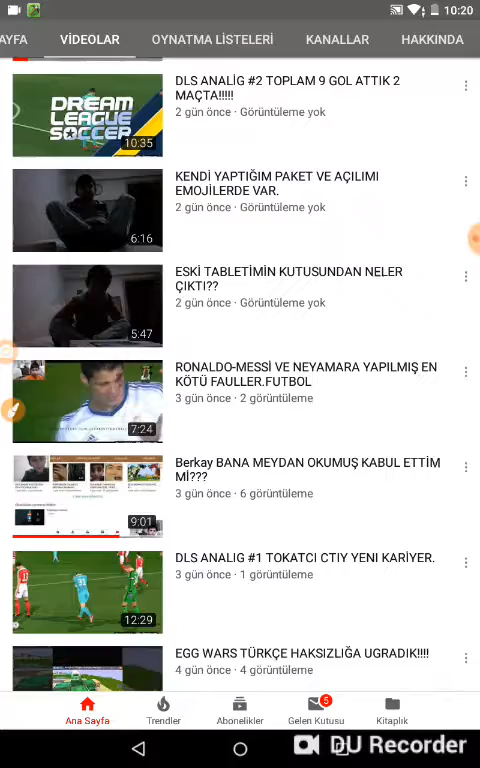 10:20
AYFA VİDEOLAR OYNATMA LİSTELERİ KANALLAR HAKKINDA
DREAM
LEAGUE
SOCCER
10:35
DLS ANALİG #2 TOPLAM 9 GOL ATTIK 2
MAÇTA!!!!!
2 gün önce · Görüntüleme yok
6:16
KENDİ YAPTIĞIM PAKET VE AÇILIMI
EMOJİLERDE VAR.
2 gün önce · Görüntüleme yok
5:47
ESKİ TABLETİMİN KUTUSUNDAN NELER
ÇIKTI??
2 gün önce · Görüntüleme yok
7:24
RONALDO-MESSİ VE NEYAMARA YAPILMIŞ EN
KÖTÜ FAULLER.FUTBOL
3 gün önce · 2 görüntüleme
9:01
Berkay BANA MEYDAN OKUMUŞ KABUL ETTİM
Mİ???
3 gün önce · 6 görüntüleme
12:29
DLS ANALIG #1 TOKATCI CTIY YENI KARİYER.
3 gün önce · 1 görüntüleme
EGG WARS TÜRKÇE HAKSIZLIĞA UGRADIK!!!!
4 gün önce · 4 görüntüleme
5
Ana Sayfa Trendler Abonelikler Gelen Kutusu Kitaplık
DU Recorder